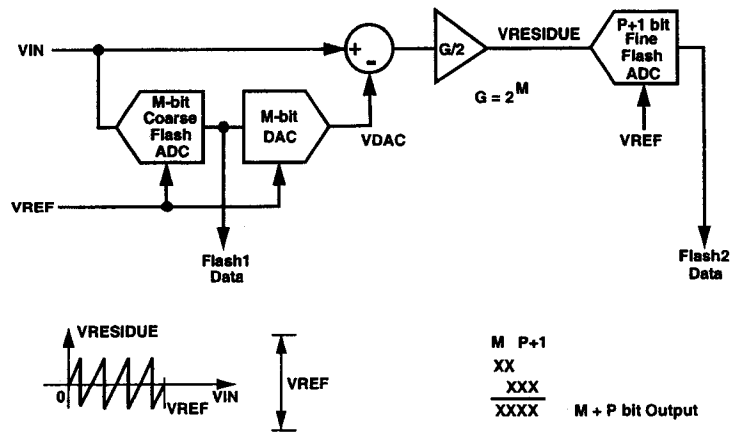 VIN
M-bit
Coarse
Flash
ADC
M-bit
DAC
VDAC
+
-
G/2
VRESIDUE
G = 2^M
P+1 bit
Fine
Flash
ADC
VREF
VREF
Flash1
Data
Flash2
Data
VRESIDUE
0
VIN
VREF
VREF
M P+1
XX
XXX
XXXX M + P bit Output